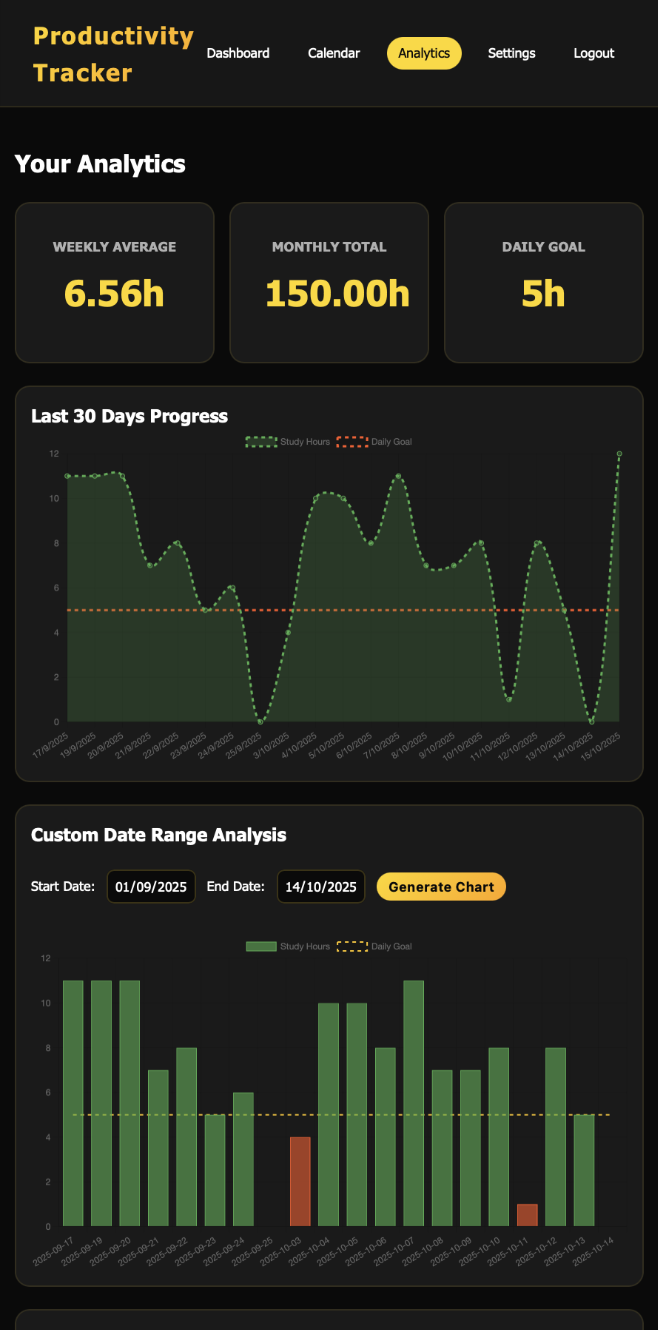 Productivity
Tracker
Dashboard
Calendar
Analytics
Settings
Logout
Your Analytics
WEEKLY AVERAGE
6.56h
MONTHLY TOTAL
150.00h
DAILY GOAL
5h
Last 30 Days Progress
Study Hours
Daily Goal
12
10
8
6
4
2
0
17/9/2025
19/9/2025
20/9/2025
21/9/2025
22/9/2025
23/9/2025
24/9/2025
25/9/2025
3/10/2025
4/10/2025
5/10/2025
6/10/2025
7/10/2025
8/10/2025
9/10/2025
10/10/2025
11/10/2025
12/10/2025
13/10/2025
14/10/2025
15/10/2025
Custom Date Range Analysis
Start Date: 01/09/2025 End Date: 14/10/2025 Generate Chart
Study Hours
Daily Goal
12
10
8
6
4
2
0
2025-09-17
2025-09-19
2025-09-20
2025-09-21
2025-09-22
2025-09-23
2025-09-24
2025-09-25
2025-10-03
2025-10-04
2025-10-05
2025-10-06
2025-10-07
2025-10-08
2025-10-09
2025-10-10
2025-10-11
2025-10-12
2025-10-13
2025-10-14